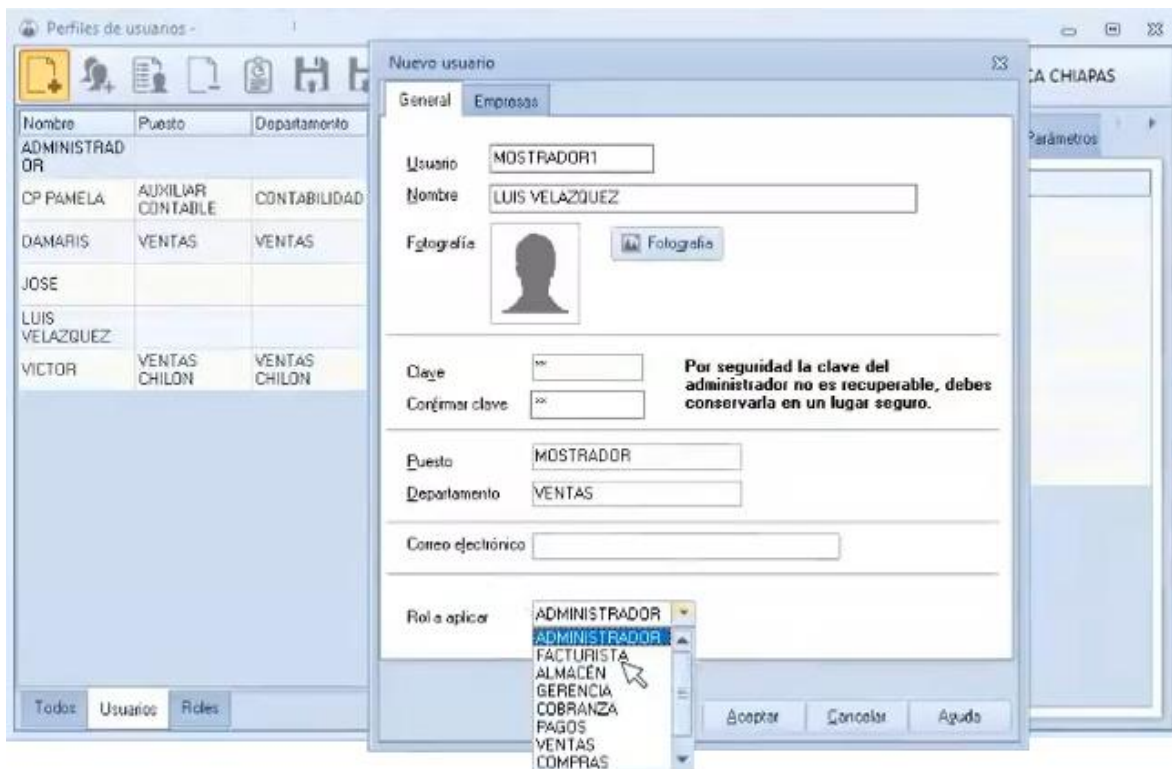 Perfiles de usuarios -
CA CHIAPAS
Parámetros
Nombre Puesto Departamento
ADMINISTRAD
OR
CP PAMELA AUXILIAR CONTABLE CONTABILIDAD
DAMARIS VENTAS VENTAS
JOSE
LUIS
VELAZQUEZ
VICTOR VENTAS CHILON VENTAS CHILON
Todos Usuarios Roles
Nuevo usuario
General Empresas
Usuario MOSTRADOR1
Nombre LUIS VELAZQUEZ
Fotografía Fotografía
Clave **
Confirmar clave **
Por seguridad la clave del
administrador no es recuperable, debes
conservarla en un lugar seguro.
Puesto MOSTRADOR
Departamento VENTAS
Correo electrónico
Rol a aplicar ADMINISTRADOR
ADMINISTRADOR
FACTURISTA
ALMACÉN
GERENCIA
COBRANZA
PAGOS
VENTAS
COMPRAS
Aceptar Cancelar Ayuda